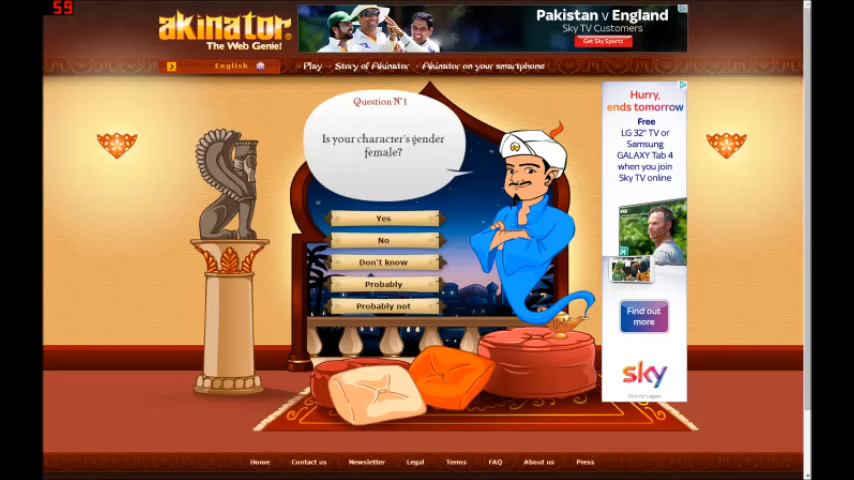 59
akinator
The Web Genie!
Pakistan v England
Sky TV Customers
Get Sky Sports
English
Play
Story of Akinator
Akinator on your smartphone
Question N°1
Is your character's gender
female?
Yes
No
Don't know
Probably
Probably not
Hurry,
ends tomorrow
Free
LG 32" TV or
Samsung
GALAXY Tab 4
when you join
Sky TV online
Find out
more
sky
Home
Contact us
Newsletter
Legal
Terms
FAQ
About us
Press